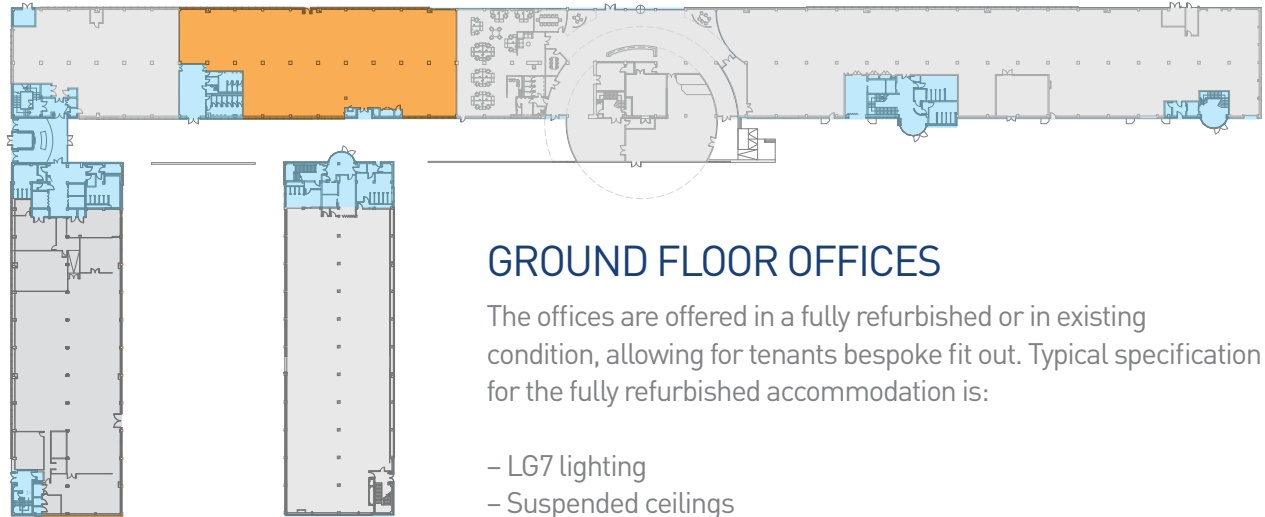 GROUND FLOOR OFFICES
The offices are offered in a fully refurbished or in existing
condition, allowing for tenants bespoke fit out. Typical specification
for the fully refurbished accommodation is:
– LG7 lighting
– Suspended ceilings